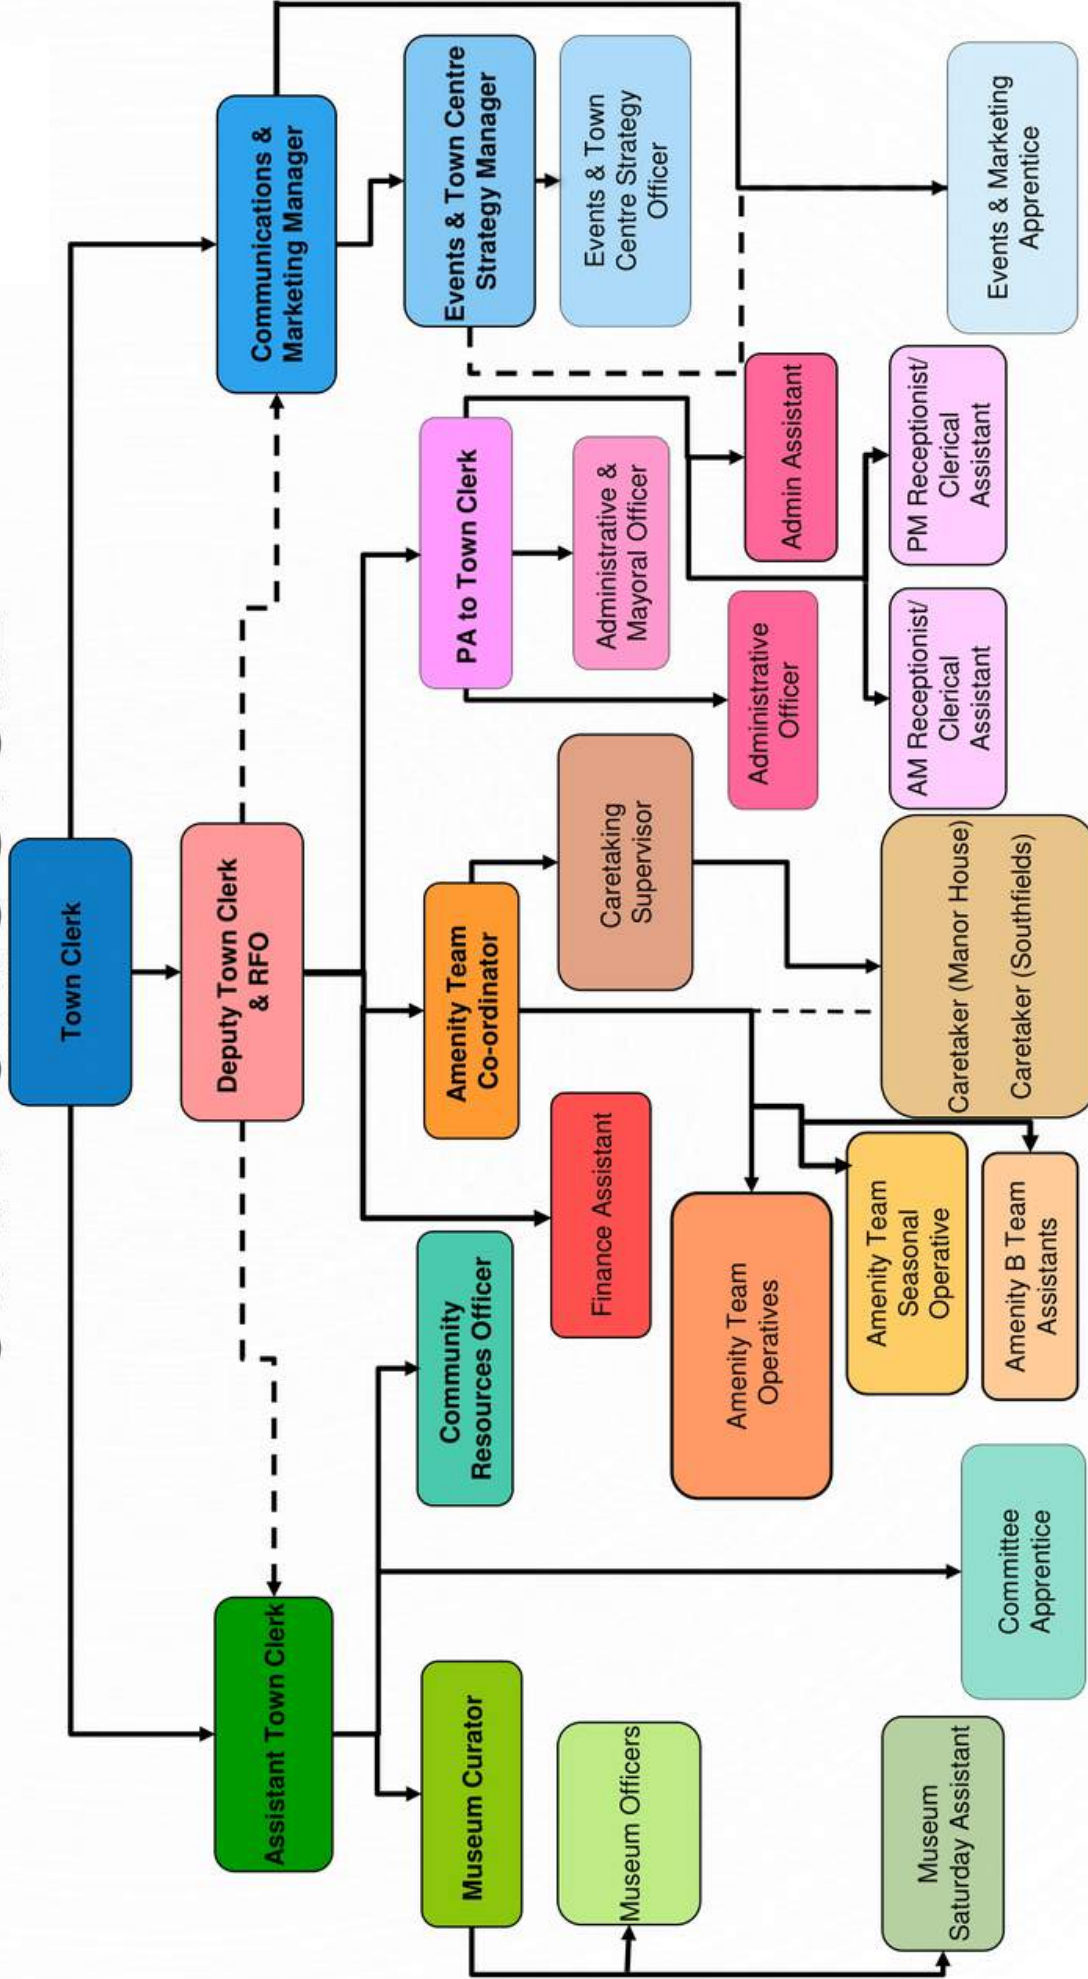 Town Clerk
Deputy Town Clerk
& RFO
Assistant Town Clerk
Communications &
Marketing Manager
Museum Curator
Community
Resources Officer
Amenity Team
Co-ordinator
PA to Town Clerk
Events & Town Centre
Strategy Manager
Museum Officers
Finance Assistant
Caretaking
Supervisor
Administrative &
Mayoral Officer
Events & Town
Centre Strategy
Officer
Amenity Team
Operatives
Administrative
Officer
Admin Assistant
Museum
Saturday Assistant
Committee
Apprentice
Amenity Team
Seasonal
Operative
Amenity B Team
Assistants
Caretaker (Manor House)
Caretaker (Southfields)
AM Receptionist/
Clerical
Assistant
PM Receptionist/
Clerical
Assistant
Events & Marketing
Apprentice